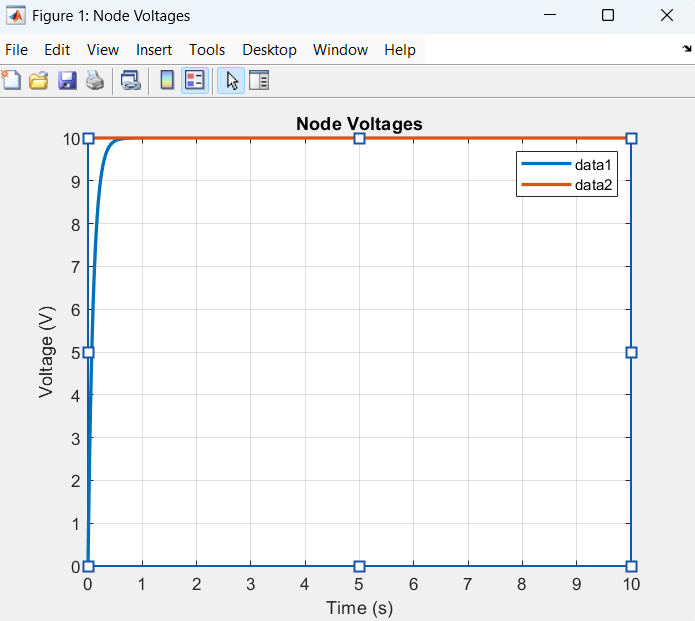 Figure 1: Node Voltages
File Edit View Insert Tools Desktop Window Help
Node Voltages
10
9
8
7
6
5
4
3
2
1
0
Voltage (V)
data1
data2
0 1 2 3 4 5 6 7 8 9 10
Time (s)